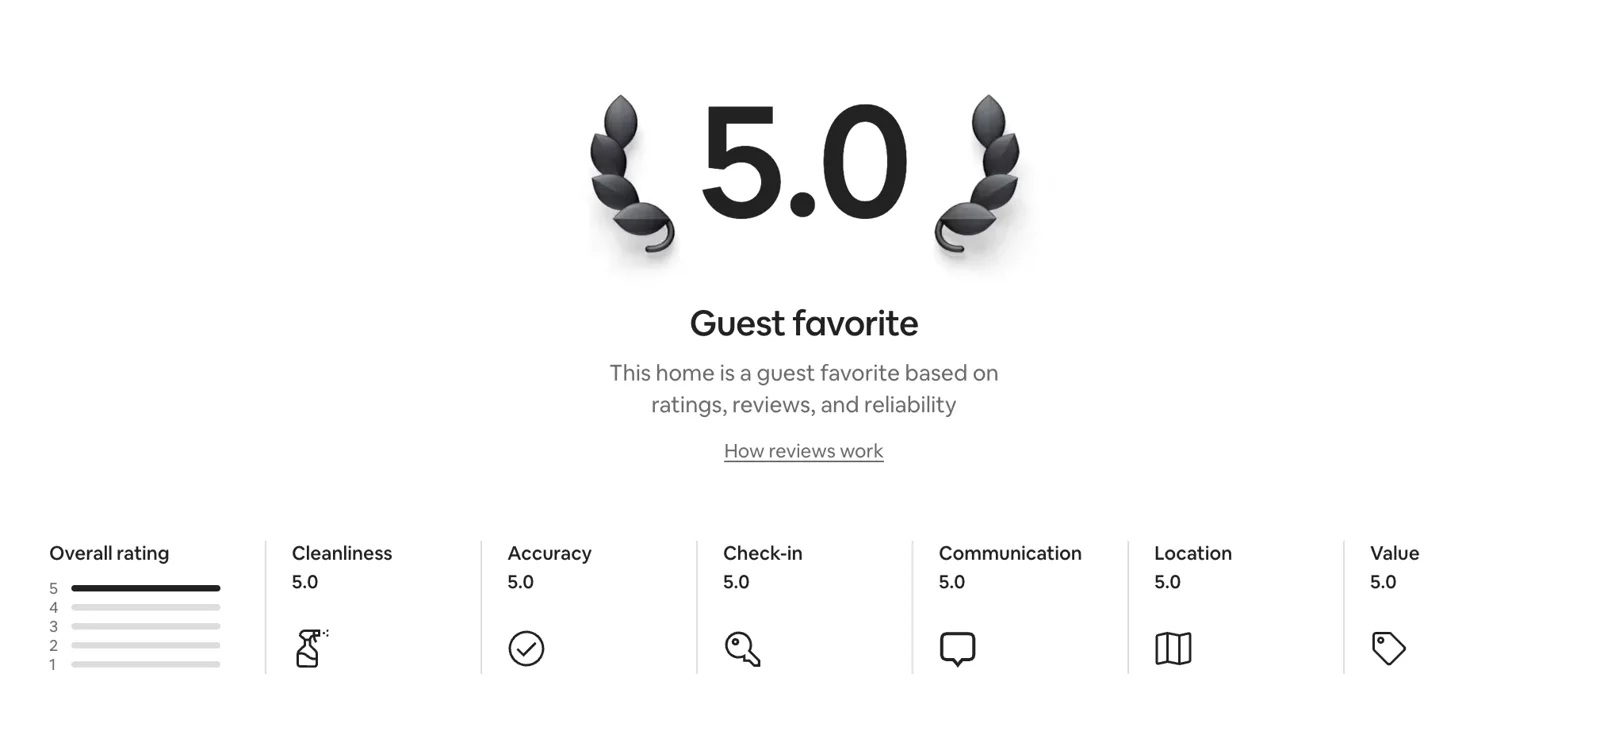 5.0
Guest favorite
This home is a guest favorite based on
ratings, reviews, and reliability
How reviews work
Overall rating
5
4
3
2
1
Cleanliness
5.0
Accuracy
5.0
Check-in
5.0
Communication
5.0
Location
5.0
Value
5.0